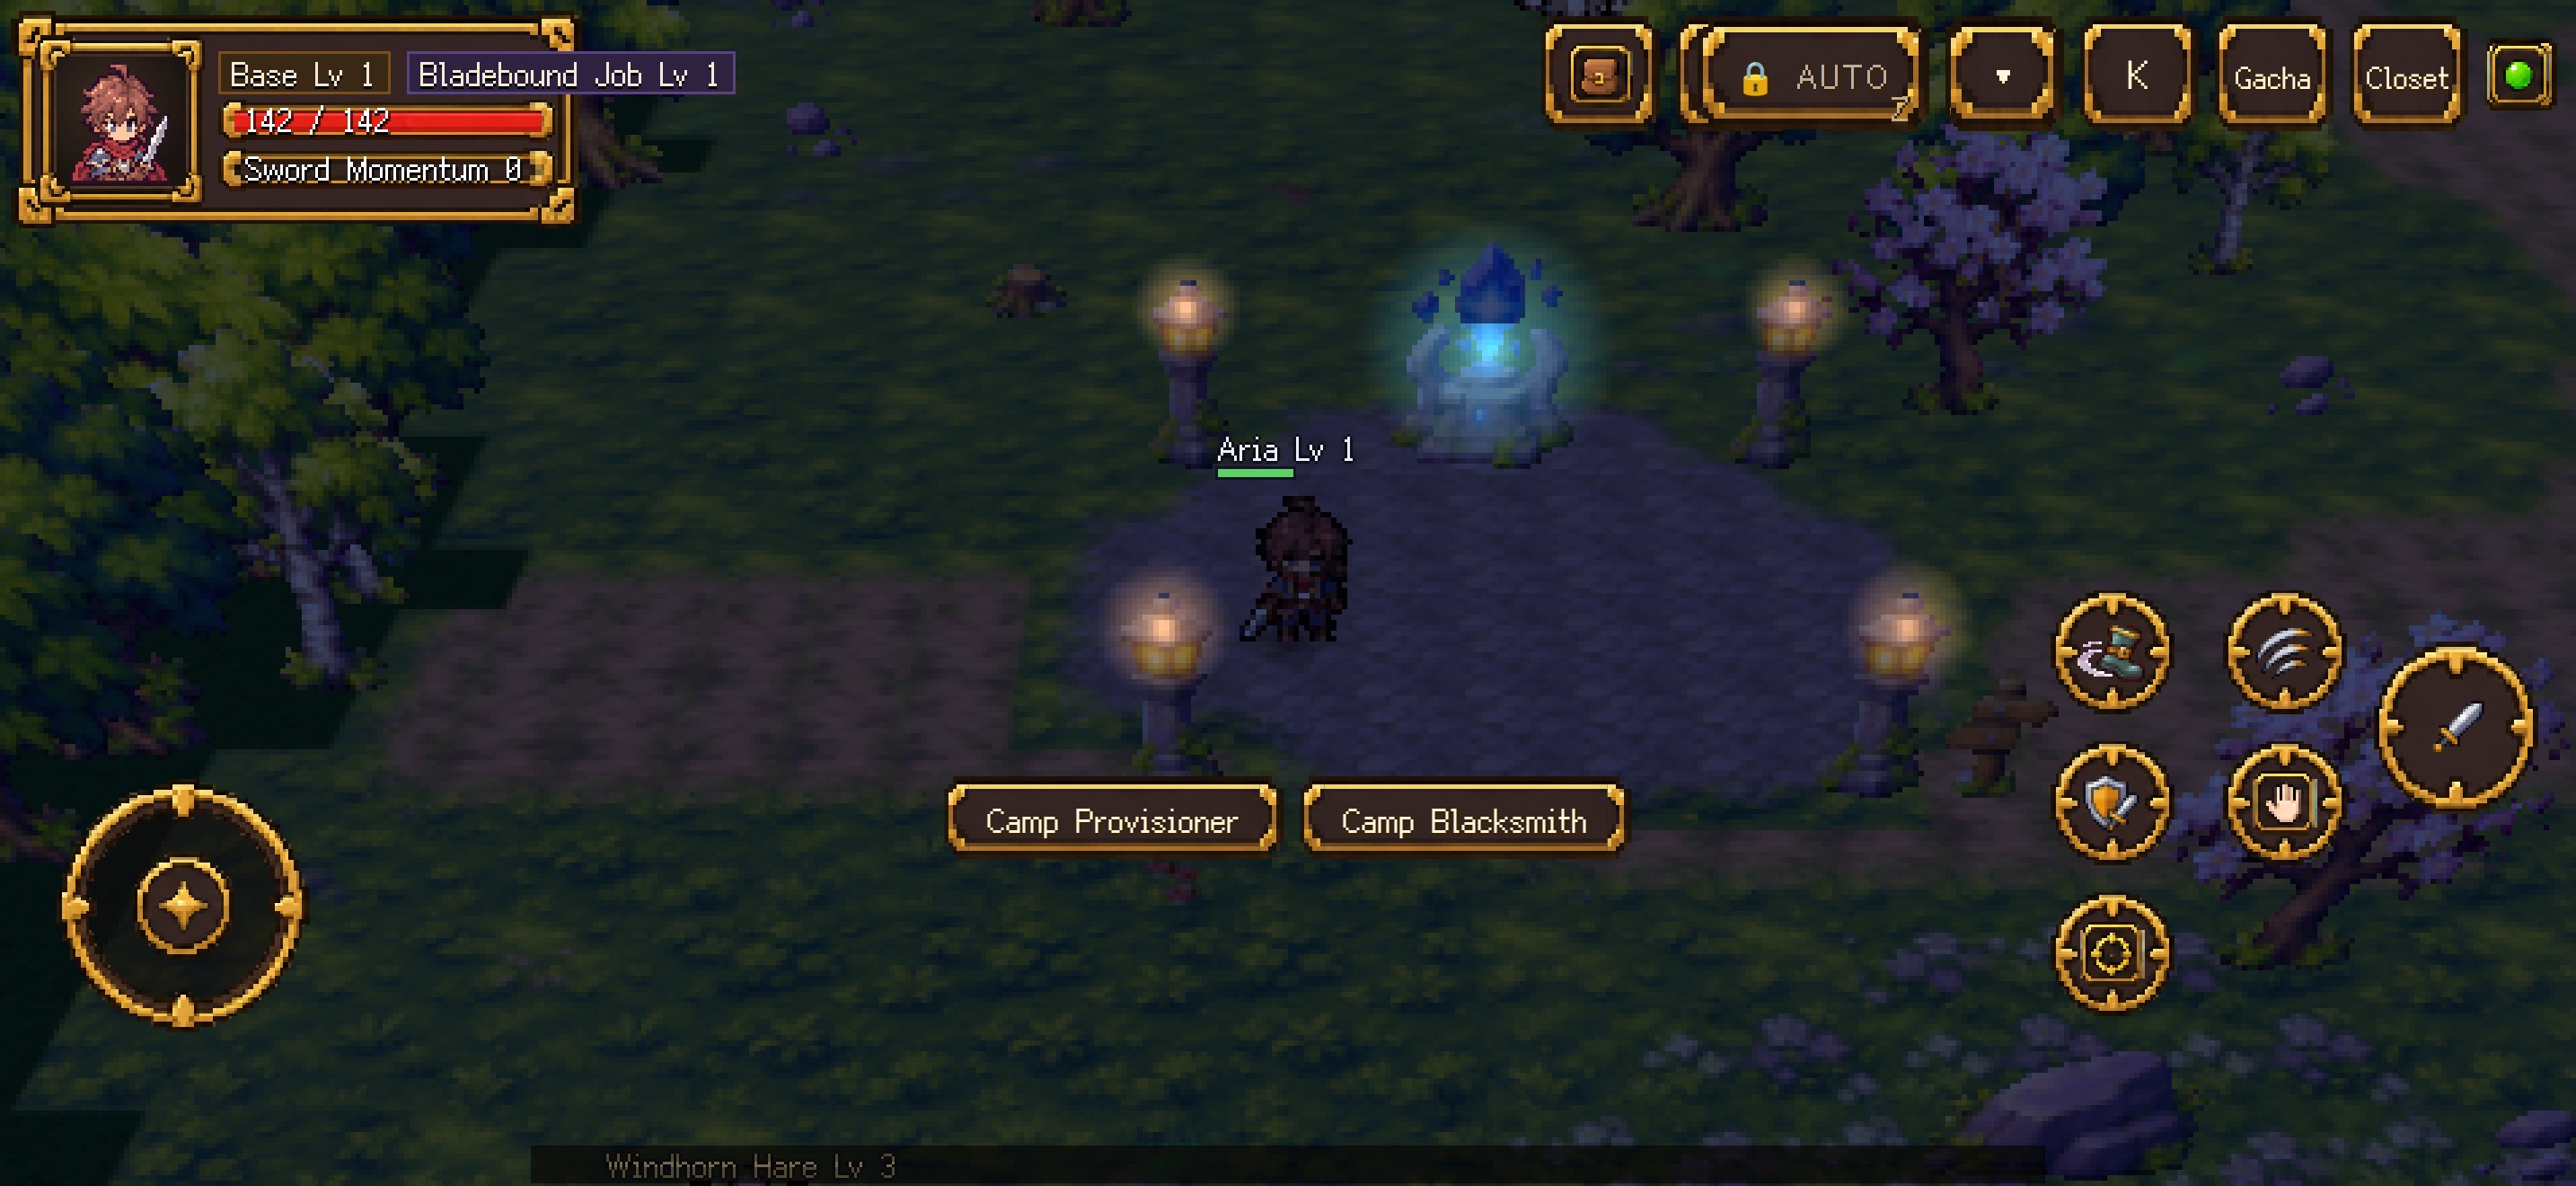 Base Lv 1
Bladebound Job Lv 1
142 / 142
Sword Momentum 0
AUTO
K
Gacha
Closet
Aria Lv 1
Camp Provisioner
Camp Blacksmith
Windhorn Hare Lv 3